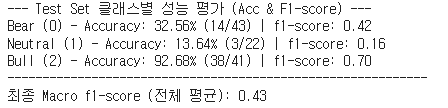 --- Test Set 클래스별 성능 평가 (Acc & F1-score) ---
Bear (0) - Accuracy: 32.56% (14/43) | f1-score: 0.42
Neutral (1) - Accuracy: 13.64% (3/22) | f1-score: 0.16
Bull (2) - Accuracy: 92.68% (38/41) | f1-score: 0.70
------------------------------------------------------------
최종 Macro f1-score (전체 평균): 0.43